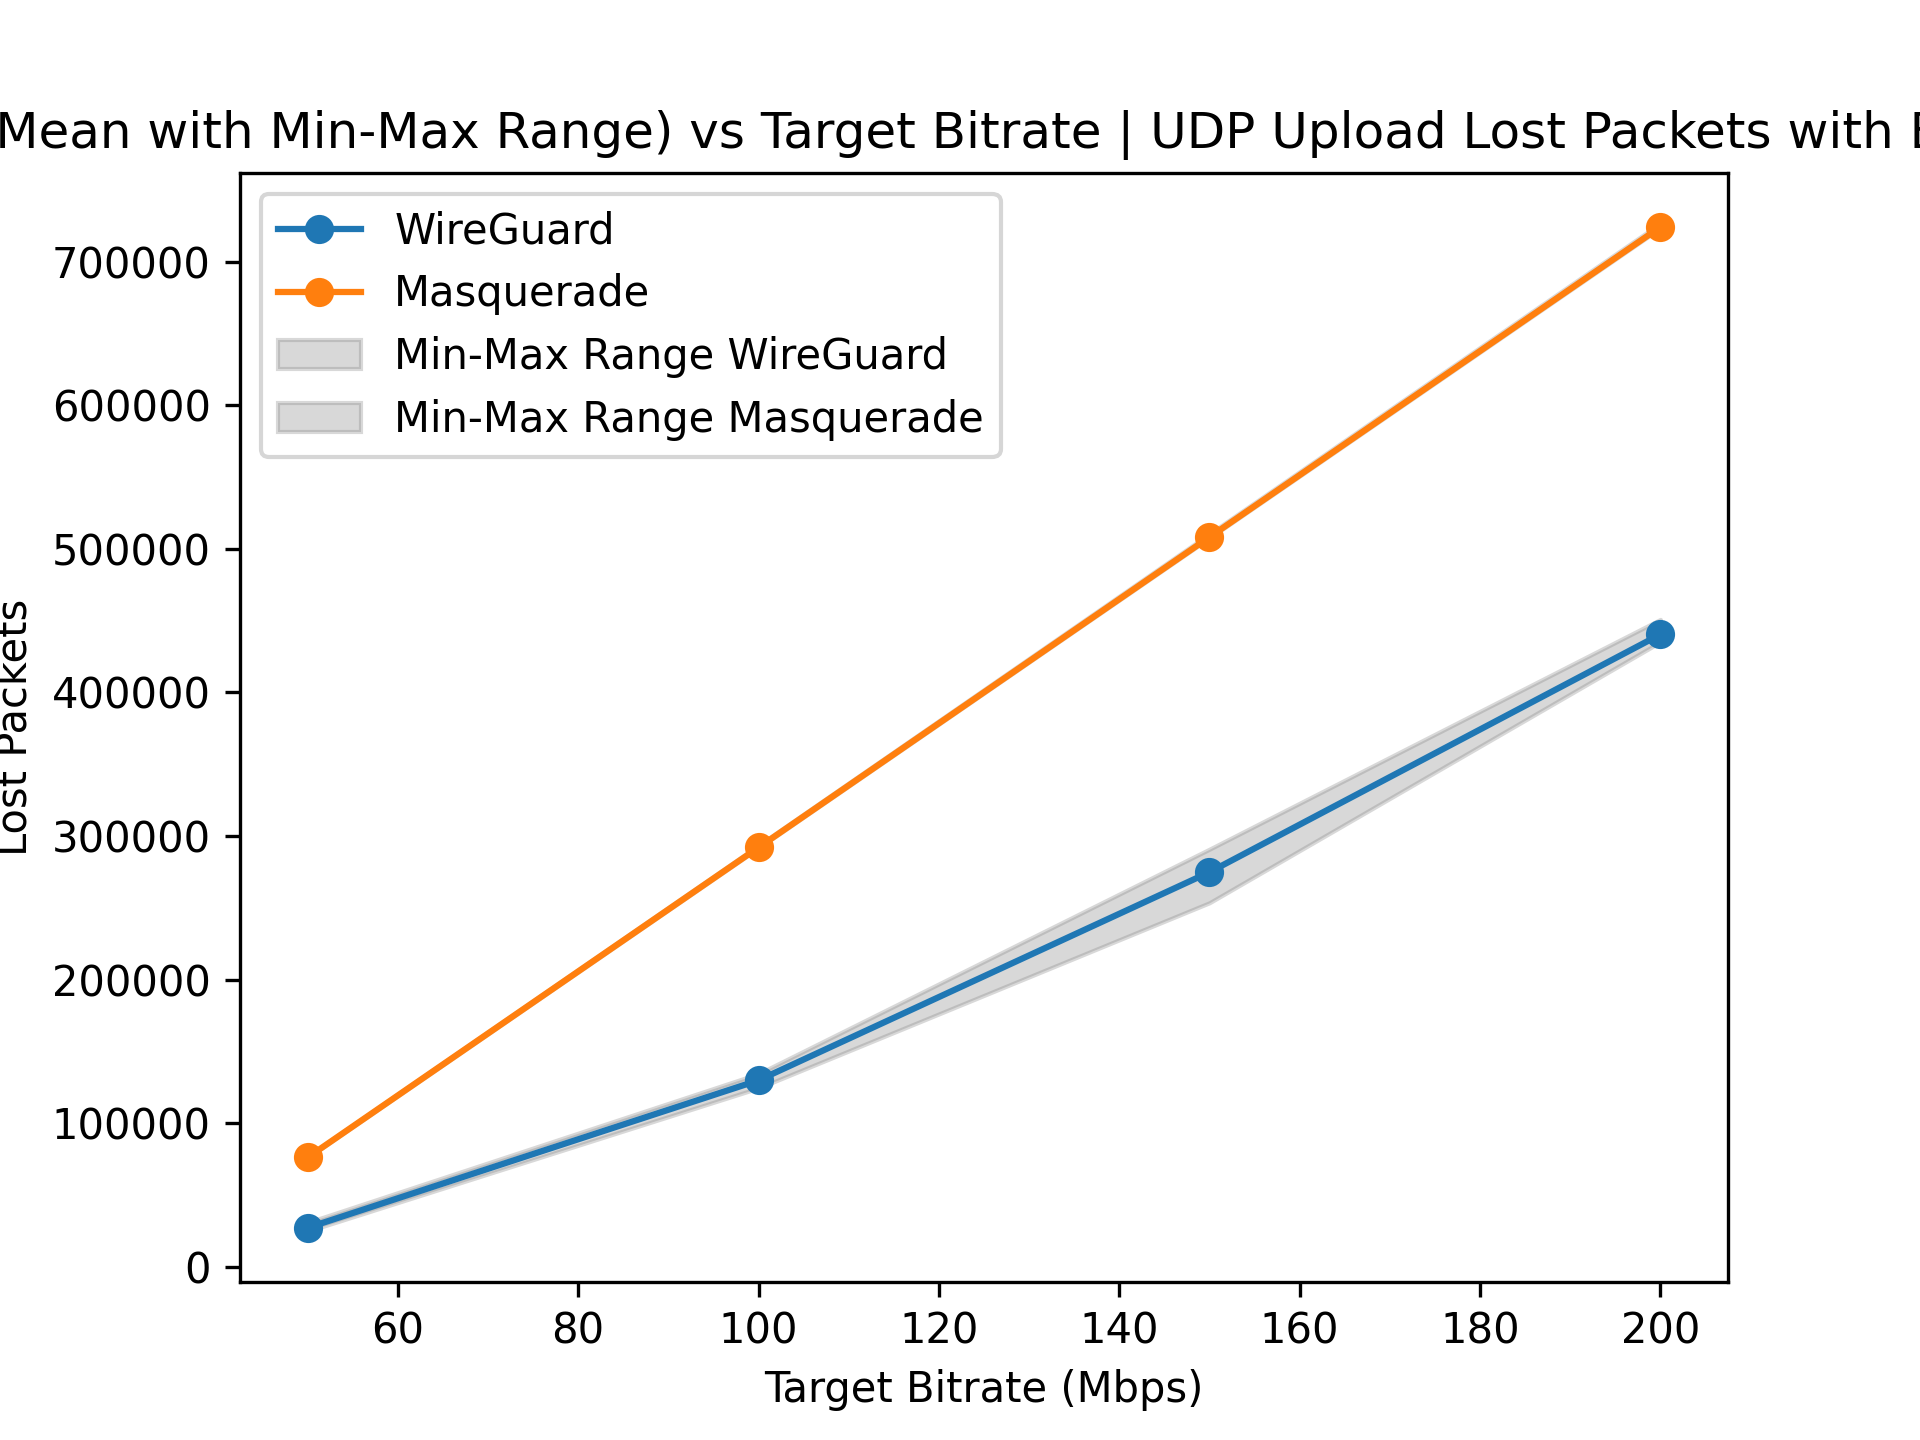 Mean with Min-Max Range) vs Target Bitrate | UDP Upload Lost Packets with
WireGuard
Masquerade
Min-Max Range WireGuard
Min-Max Range Masquerade
700000
600000
500000
400000
300000
200000
100000
0
Lost Packets
60 80 100 120 140 160 180 200
Target Bitrate (Mbps)